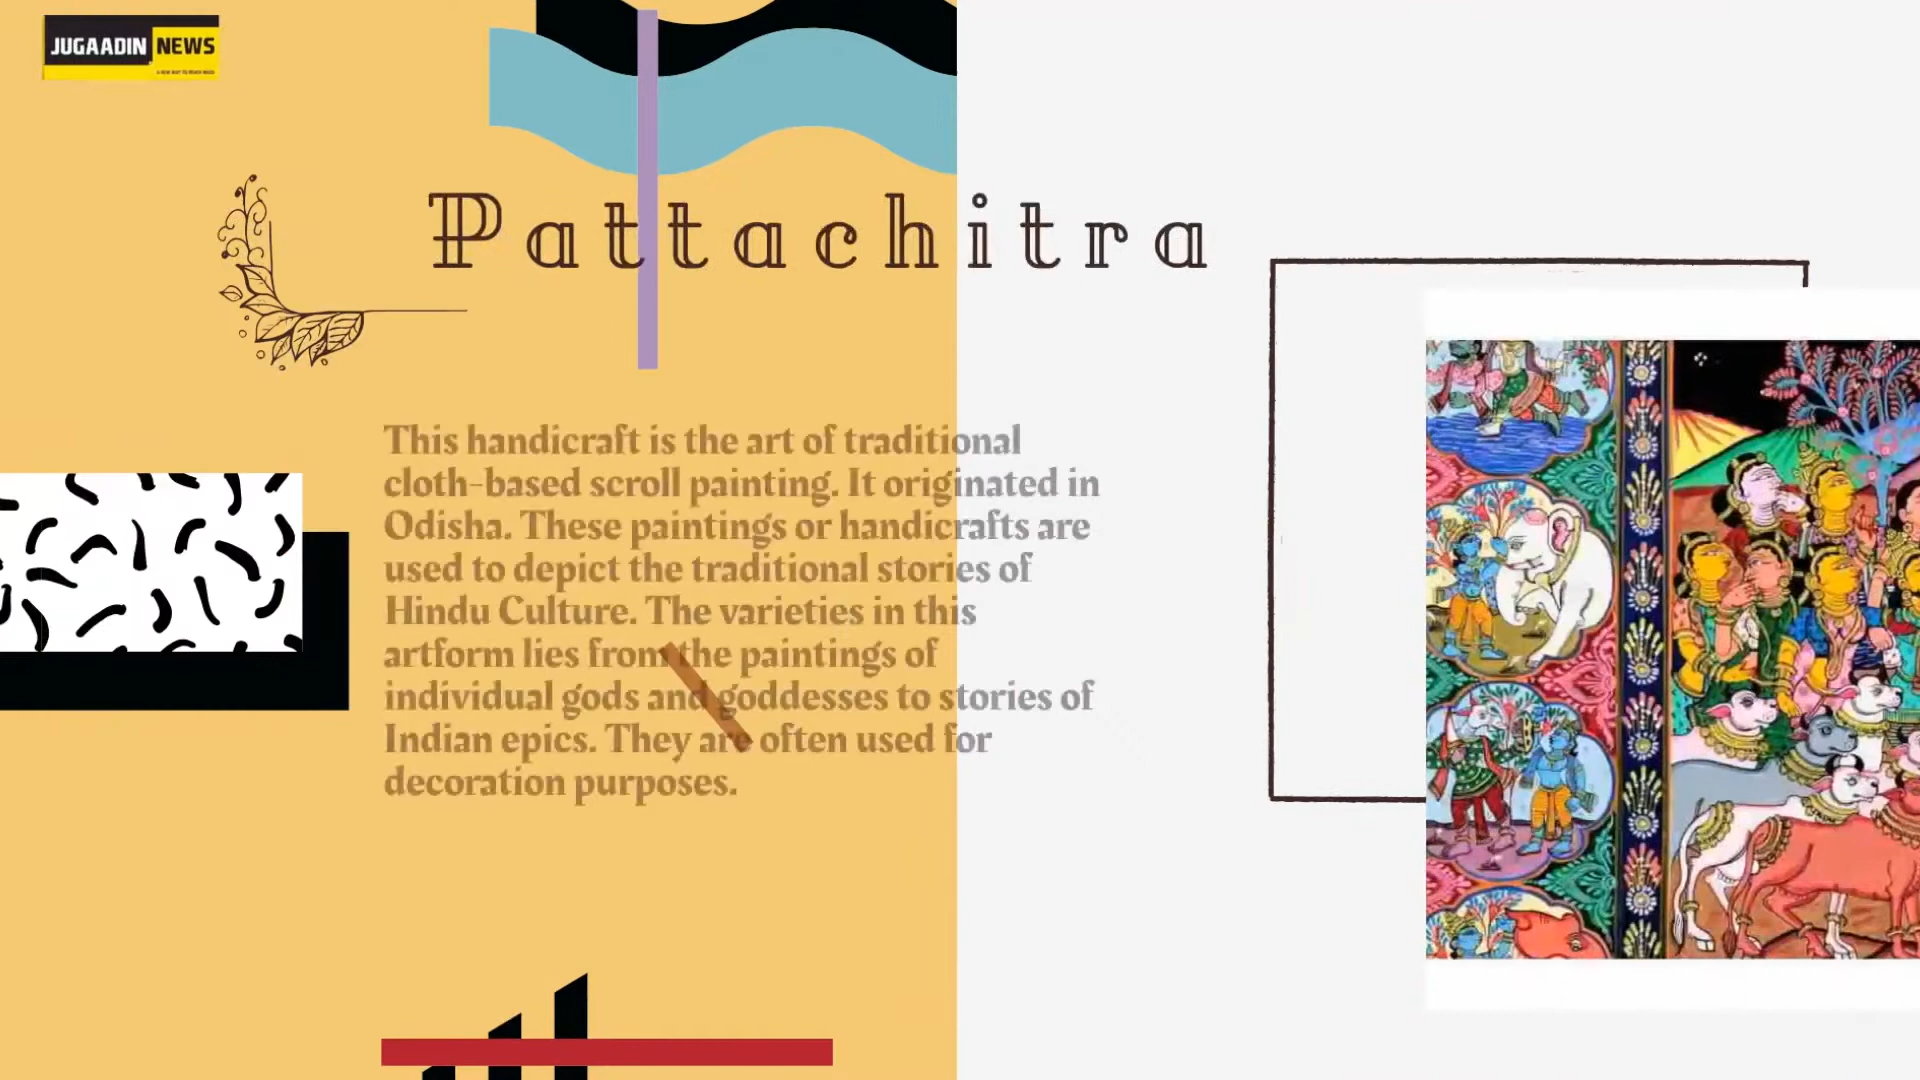 JUGAADIN NEWS
Pattachitra
This handicraft is the art of traditional
cloth-based scroll painting. It originated in
Odisha. These paintings or handicrafts are
used to depict the traditional stories of
Hindu Culture. The varieties in this
artform lies from the paintings of
individual gods and goddesses to stories of
Indian epics. They are often used for
decoration purposes.